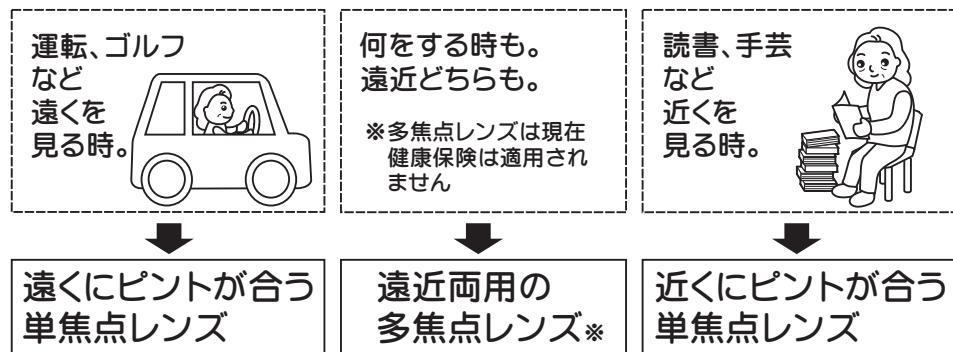 運転、ゴルフ
など
遠くを
見る時。
何をする時も。
遠近どちらも。
※多焦点レンズは現在
健康保険は適用され
ません
読書、手芸
など
近くを
見る時。
遠くにピントが合う
単焦点レンズ
遠近両用の
多焦点レンズ※
近くにピントが合う
単焦点レンズ